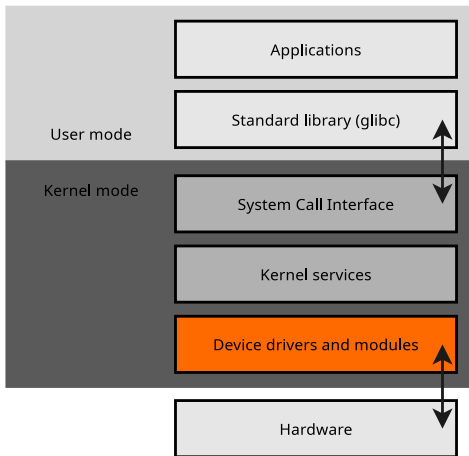 Applications
Standard library (glibc)
User mode
Kernel mode
System Call Interface
Kernel services
Device drivers and modules
Hardware